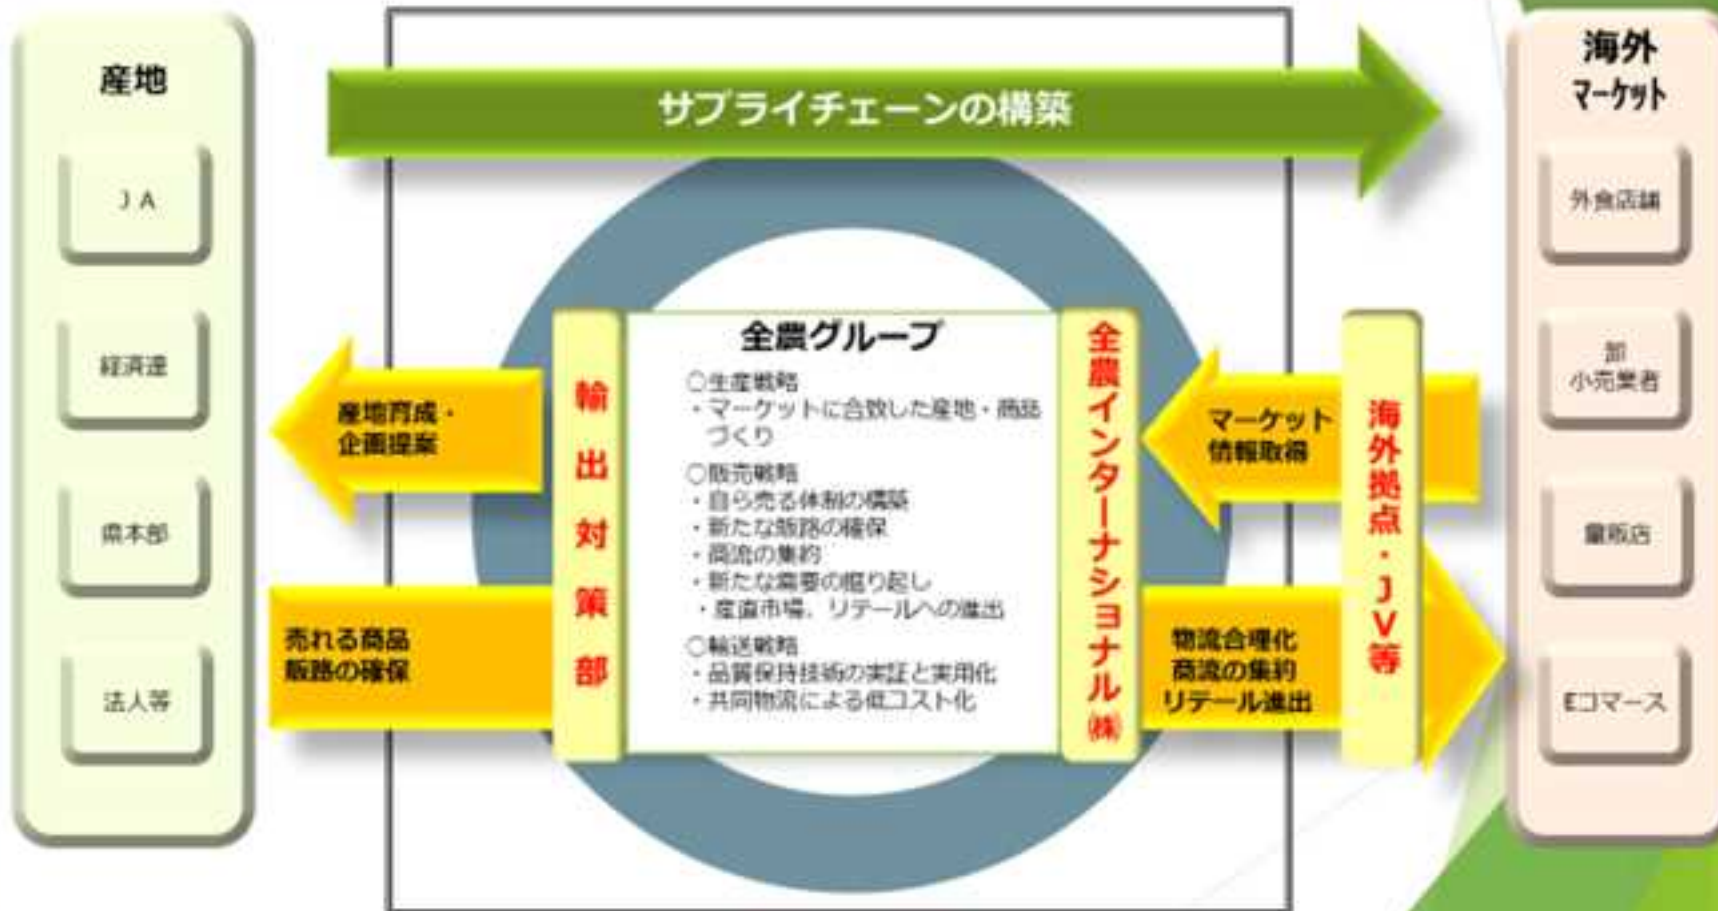 産地
JA
経済連
県本部
法人等
サプライチェーンの構築
産地育成・
企画提案
売れる商品
販路の確保
輸出対策部
全農グループ
○生産戦略
・マーケットに合致した産地・商品
づくり
○販売戦略
・自ら売る体制の構築
・新たな販路の確保
・商流の集約
・新たな需要の掘り起し
・産直市場、リテールへの進出
○輸送戦略
・品質保持技術の実証と実用化
・共同物流による低コスト化
全農インターナショナル㈱
マーケット
情報取得
物流合理化
商流の集約
リテール進出
海外拠点・JV等
海外
マーケット
外食店舗
卸
小売業者
量販店
Eコマース